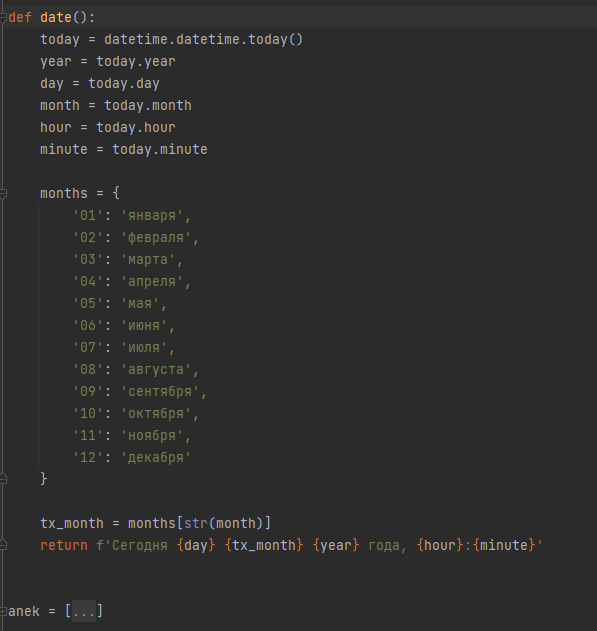 def date():
    today = datetime.datetime.today()
    year = today.year
    day = today.day
    month = today.month
    hour = today.hour
    minute = today.minute

    months = {
        '01': 'января',
        '02': 'февраля',
        '03': 'марта',
        '04': 'апреля',
        '05': 'мая',
        '06': 'июня',
        '07': 'июля',
        '08': 'августа',
        '09': 'сентября',
        '10': 'октября',
        '11': 'ноября',
        '12': 'декабря'
    }

    tx_month = months[str(month)]
    return f'Сегодня {day} {tx_month} {year} года, {hour}:{minute}'

anek = [...]